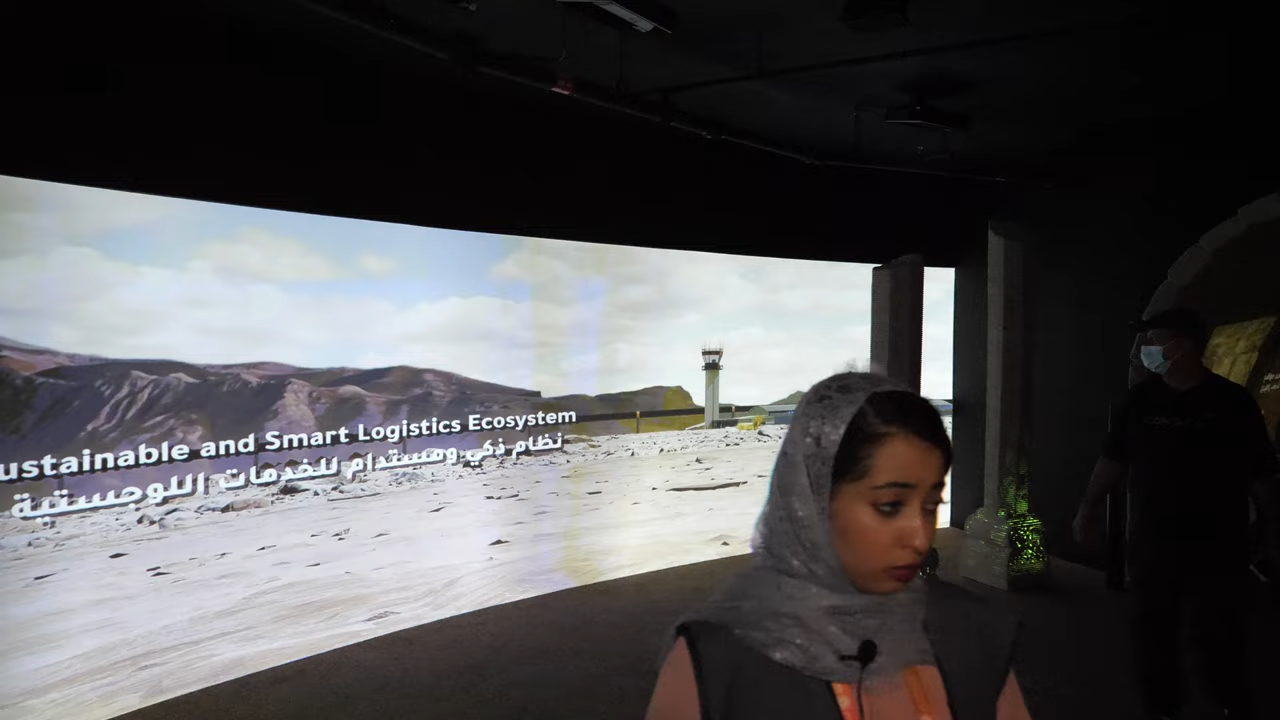 ustainable and Smart Logistics Ecosystem
نظام ذكي ومستدام للخدمات اللوجستية